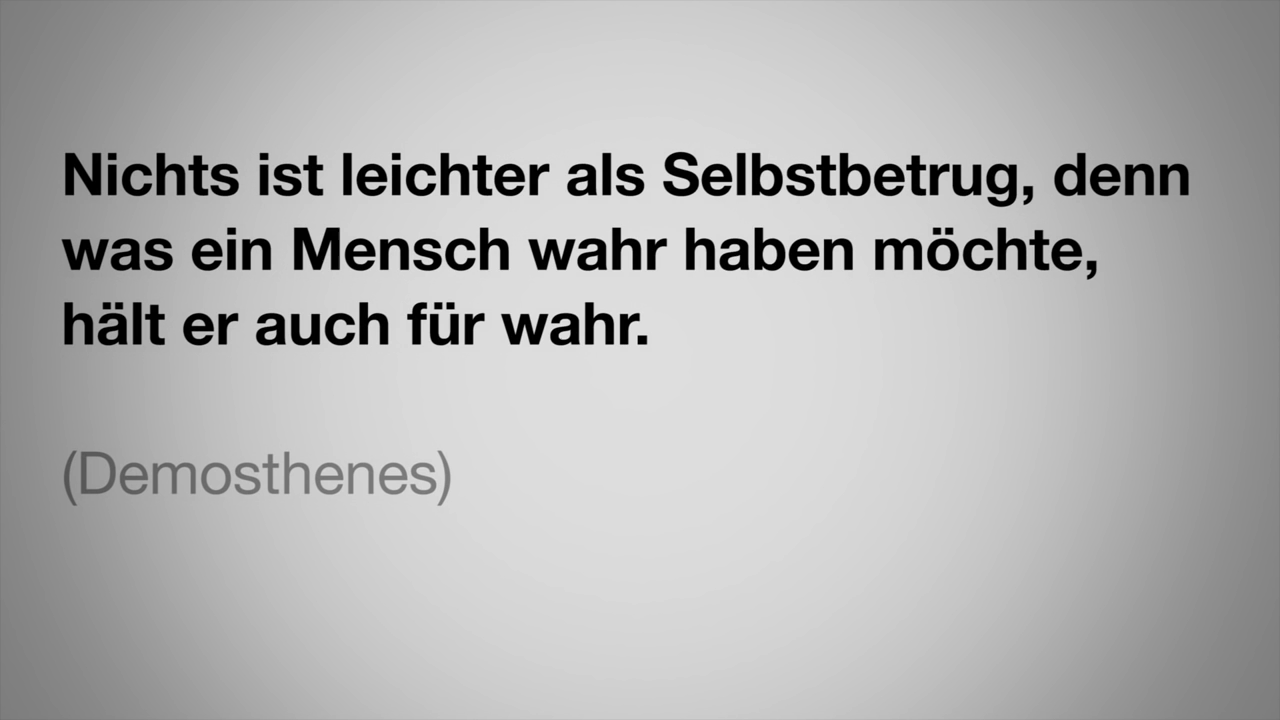 Nichts ist leichter als Selbstbetrug, denn
was ein Mensch wahr haben möchte,
hält er auch für wahr.
(Demosthenes)